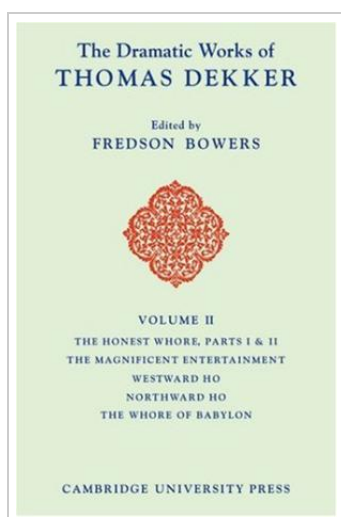 The Dramatic Works of
THOMAS DEKKER
Edited by
FREDSON BOWERS
VOLUME II
THE HONEST WHORE, PARTS I & II
THE MAGNIFICENT ENTERTAINMENT
WESTWARD HO
NORTHWARD HO
THE WHORE OF BABYLON
CAMBRIDGE UNIVERSITY PRESS